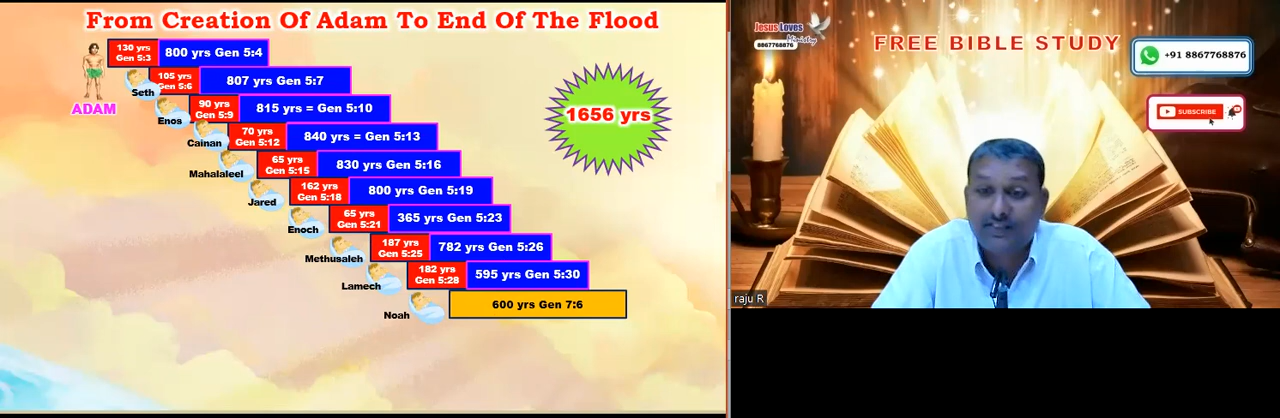 From Creation Of Adam To End Of The Flood
130 yrs
Gen 5:3
800 yrs Gen 5:4
ADAM
105 yrs
Gen 5:6
807 yrs Gen 5:7
Seth
90 yrs
Gen 5:9
815 yrs = Gen 5:10
Enos
70 yrs
Gen 5:12
840 yrs = Gen 5:13
Cainan
65 yrs
Gen 5:15
830 yrs Gen 5:16
Mahalaleel
162 yrs
Gen 5:18
800 yrs Gen 5:19
Jared
65 yrs
Gen 5:21
365 yrs Gen 5:23
Enoch
187 yrs
Gen 5:25
782 yrs Gen 5:26
Methusaleh
182 yrs
Gen 5:28
595 yrs Gen 5:30
Lamech
600 yrs Gen 7:6
Noah
1656 yrs
Jesus Loves
Ministry
8867768876
FREE BIBLE STUDY
+91 8867768876
SUBSCRIBE
raju R